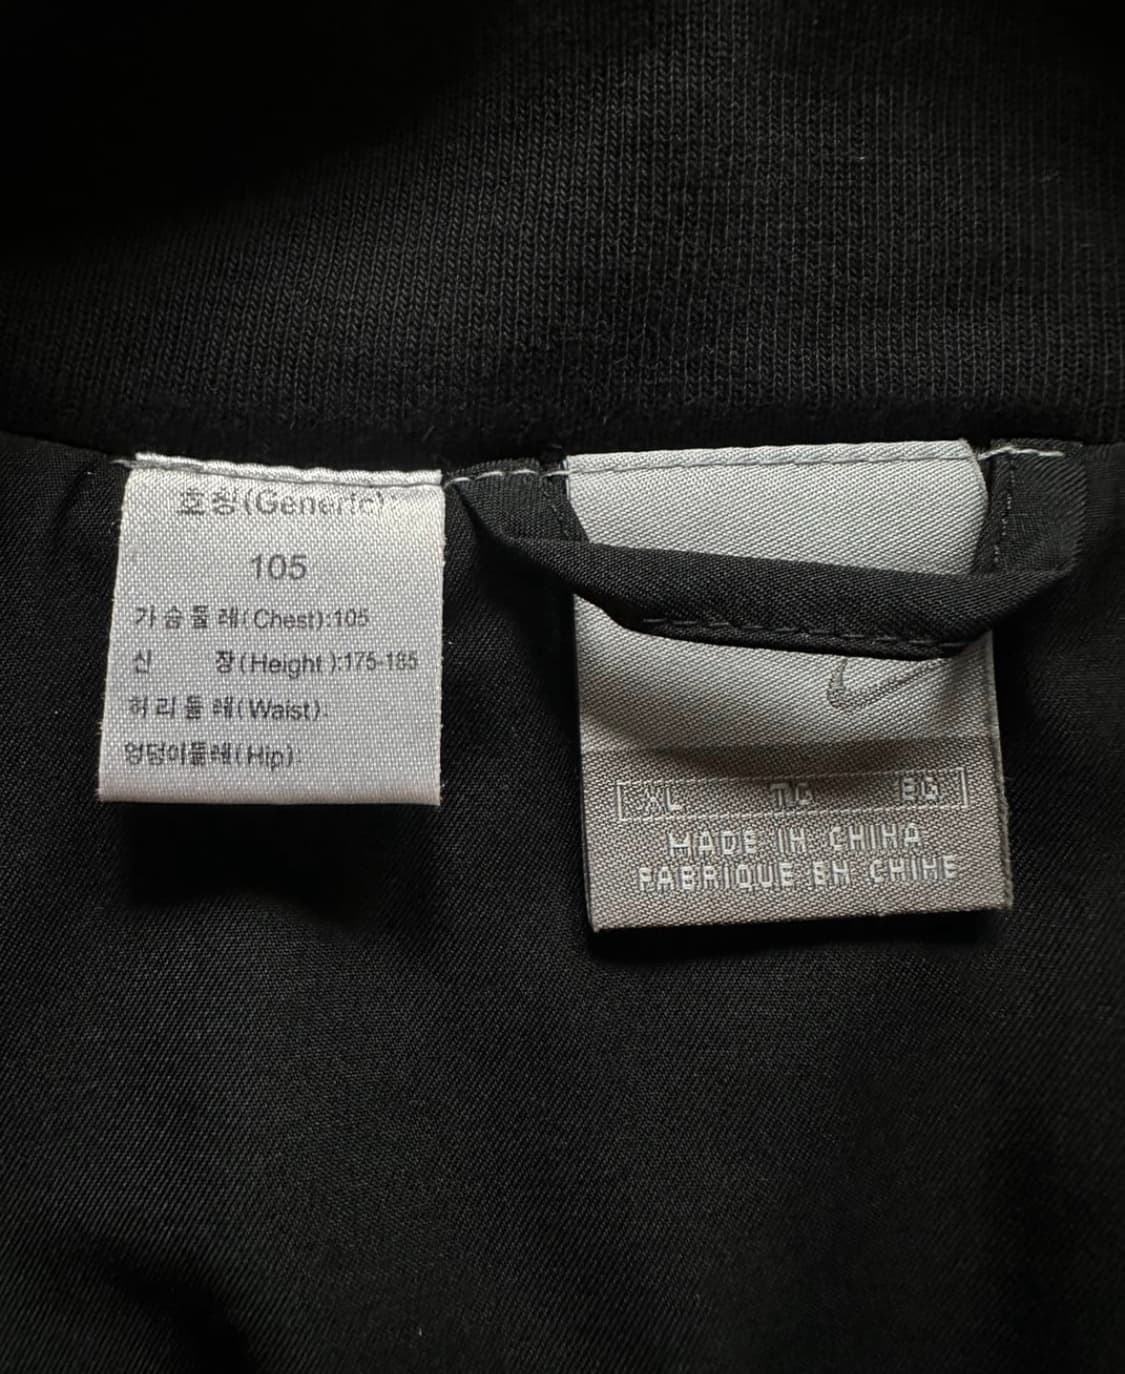 호칭(Generic):
105
가슴둘레(Chest):105
신 장(Height):175-185
허리둘레(Waist):
엉덩이둘레(Hip):
XL TG EG
MADE IN CHINA
FABRIQUE EN CHINE